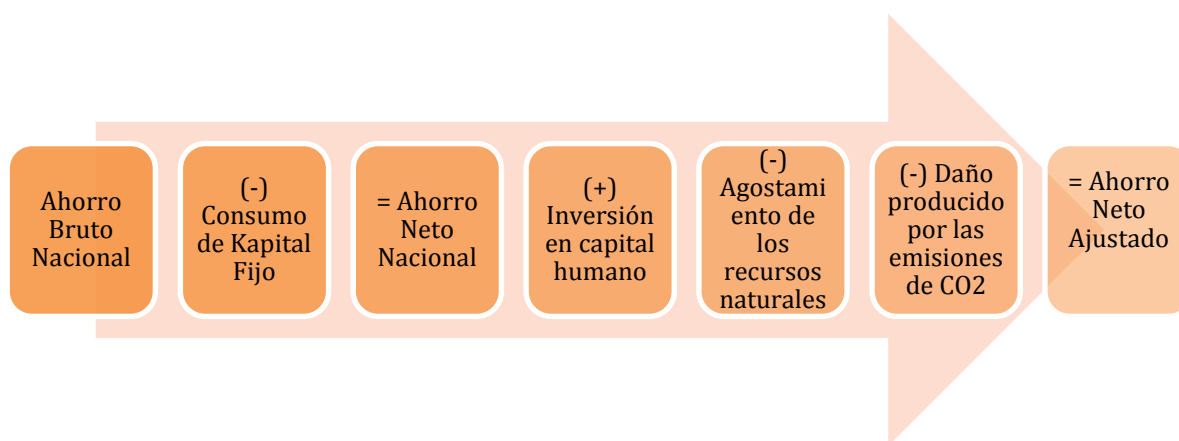 Ahorro
Bruto
Nacional
(-)
Consumo
de Kapital
Fijo
= Ahorro
Neto
Nacional
(+)
Inversión
en capital
humano
(-)
Agostami
ento de
los
recursos
naturales
(-) Daño
producido
por las
emisiones
de CO2
= Ahorro
Neto
Ajustado